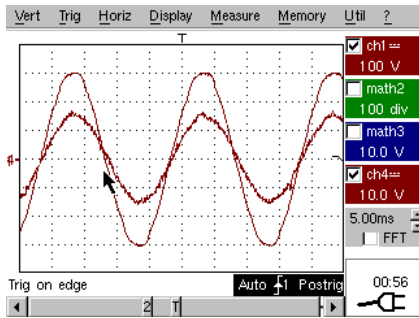 Vert Trig Horiz Display Measure Memory Util ?
T
ch1
100 V
math2
100 div
math3
10.0 V
ch4
10.0 V
5.00ms
FFT
Trig on edge
Auto 1 Postrig
00:56
2 T